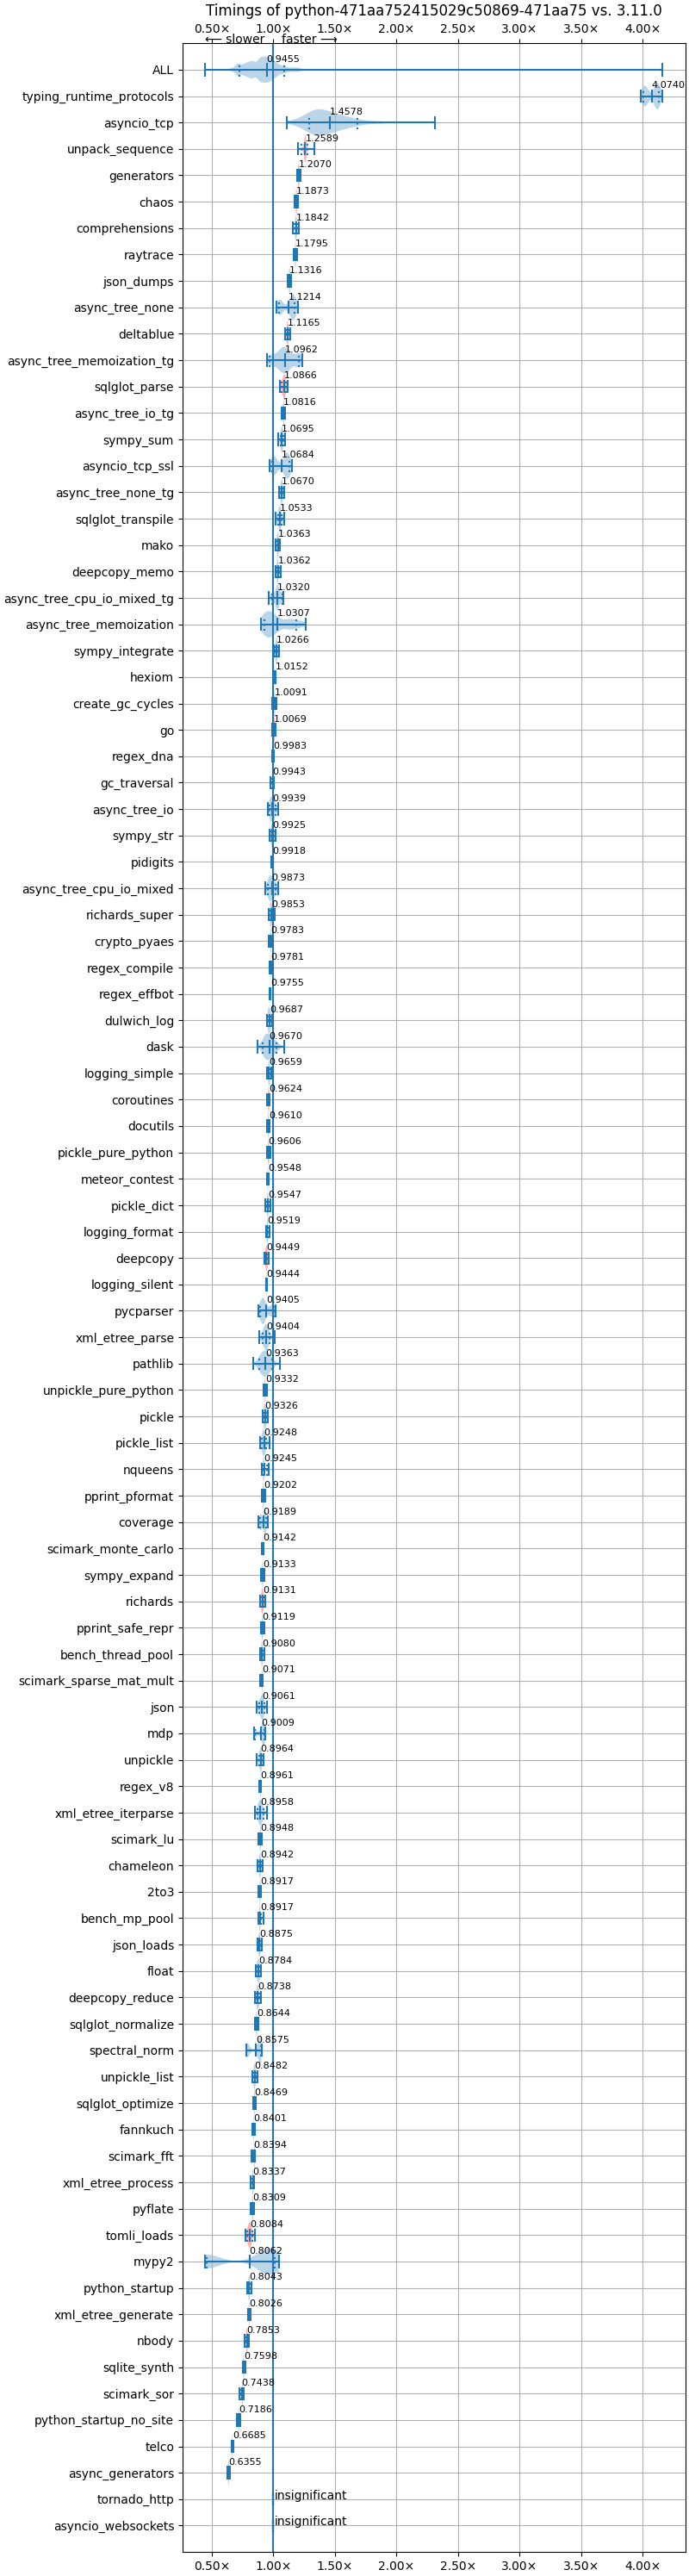 Timings of python-471aa752415029c50869-471aa75 vs. 3.11.0
0.50× 1.00× 1.50× 2.00× 2.50× 3.00× 3.50× 4.00×
← slower faster →
ALL 0.9455
typing_runtime_protocols 4.0740
asyncio_tcp 1.4578
unpack_sequence 1.2589
generators 1.2070
chaos 1.1873
comprehensions 1.1842
raytrace 1.1795
json_dumps 1.1316
async_tree_none 1.1214
deltablue 1.1165
async_tree_memoization_tg 1.0962
sqlglot_parse 1.0866
async_tree_io_tg 1.0816
sympy_sum 1.0695
asyncio_tcp_ssl 1.0684
async_tree_none_tg 1.0670
sqlglot_transpile 1.0533
mako 1.0363
deepcopy_memo 1.0362
async_tree_cpu_io_mixed_tg 1.0320
async_tree_memoization 1.0307
sympy_integrate 1.0266
hexiom 1.0152
create_gc_cycles 1.0091
go 1.0069
regex_dna 0.9983
gc_traversal 0.9943
async_tree_io 0.9939
sympy_str 0.9925
pidigits 0.9918
async_tree_cpu_io_mixed 0.9873
richards_super 0.9853
crypto_pyaes 0.9783
regex_compile 0.9781
regex_effbot 0.9755
dulwich_log 0.9687
dask 0.9670
logging_simple 0.9659
coroutines 0.9624
docutils 0.9610
pickle_pure_python 0.9606
meteor_contest 0.9548
pickle_dict 0.9547
logging_format 0.9519
deepcopy 0.9449
logging_silent 0.9444
pycparser 0.9405
xml_etree_parse 0.9404
pathlib 0.9363
unpickle_pure_python 0.9332
pickle 0.9326
pickle_list 0.9248
nqueens 0.9245
pprint_pformat 0.9202
coverage 0.9189
scimark_monte_carlo 0.9142
sympy_expand 0.9133
richards 0.9131
pprint_safe_repr 0.9119
bench_thread_pool 0.9080
scimark_sparse_mat_mult 0.9071
json 0.9061
mdp 0.9009
unpickle 0.8964
regex_v8 0.8961
xml_etree_iterparse 0.8958
scimark_lu 0.8948
chameleon 0.8942
2to3 0.8917
bench_mp_pool 0.8917
json_loads 0.8875
float 0.8784
deepcopy_reduce 0.8738
sqlglot_normalize 0.8644
spectral_norm 0.8575
unpickle_list 0.8482
sqlglot_optimize 0.8469
fannkuch 0.8401
scimark_fft 0.8394
xml_etree_process 0.8337
pyflate 0.8309
tomli_loads 0.8084
mypy2 0.8062
python_startup 0.8043
xml_etree_generate 0.8026
nbody 0.7853
sqlite_synth 0.7598
scimark_sor 0.7438
python_startup_no_site 0.7186
telco 0.6685
async_generators 0.6355
tornado_http insignificant
asyncio_websockets insignificant
0.50× 1.00× 1.50× 2.00× 2.50× 3.00× 3.50× 4.00×